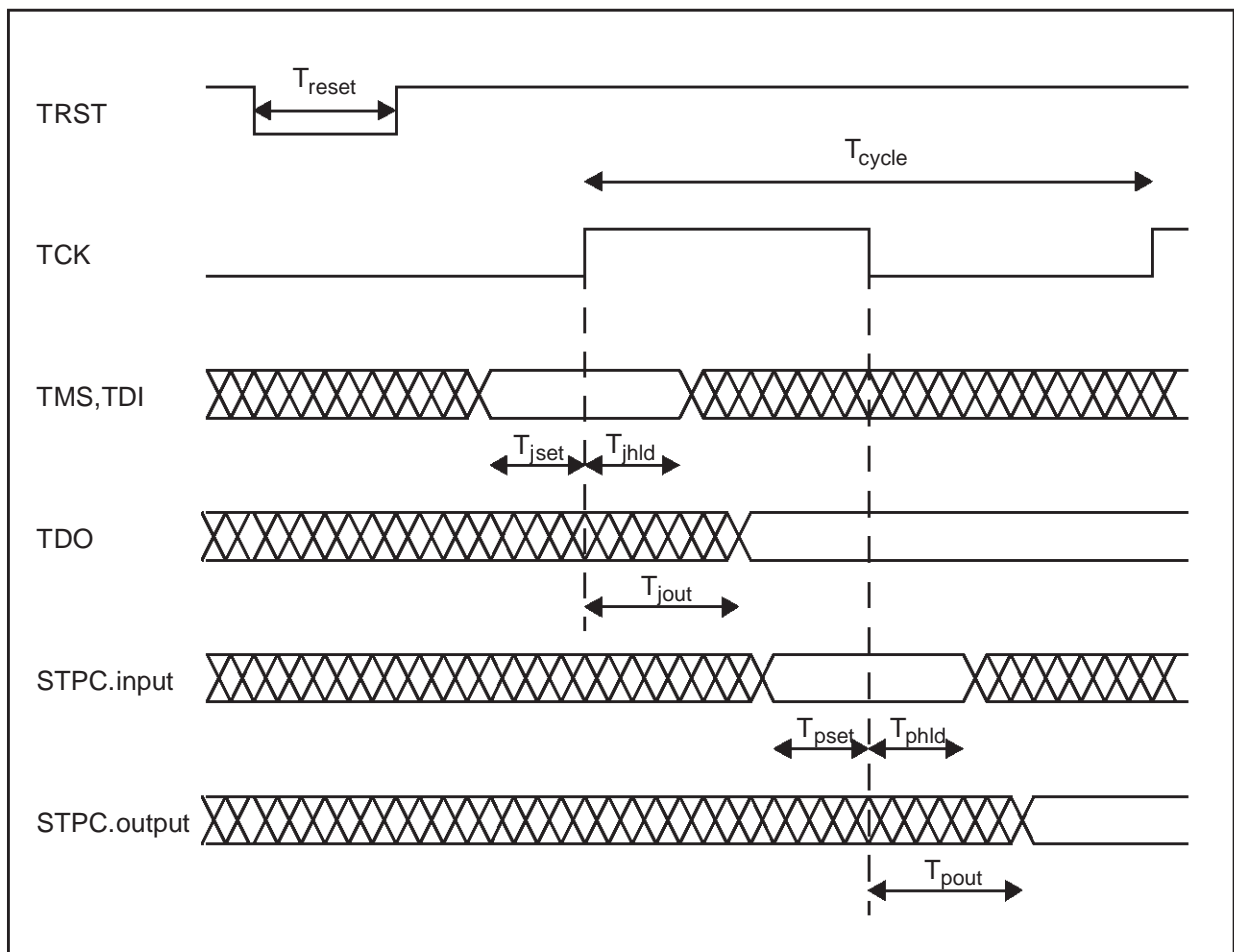 TRST
Treset
Tcycle
TCK
TMS,TDI
Tjset
Tjhld
TDO
Tjout
STPC.input
Tpset
Tphld
STPC.output
Tpout